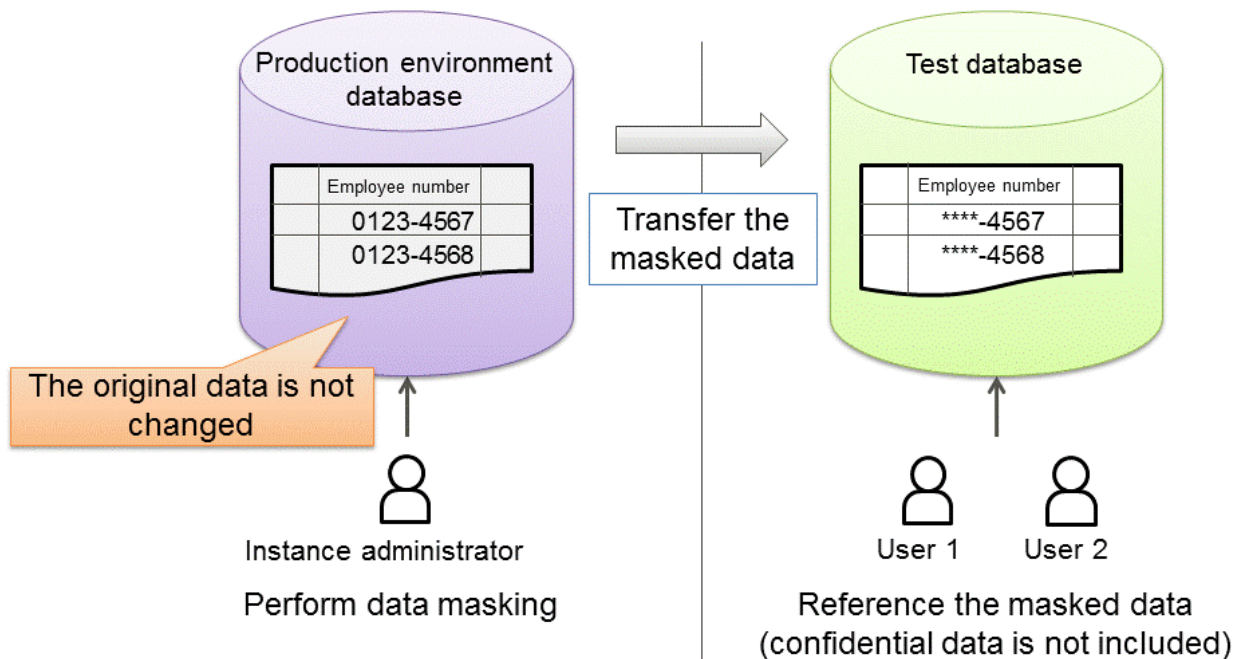 Production environment
database
Employee number
0123-4567
0123-4568
The original data is not
changed
Instance administrator
Perform data masking
Transfer the
masked data
Test database
Employee number
****-4567
****-4568
User 1
User 2
Reference the masked data
(confidential data is not included)